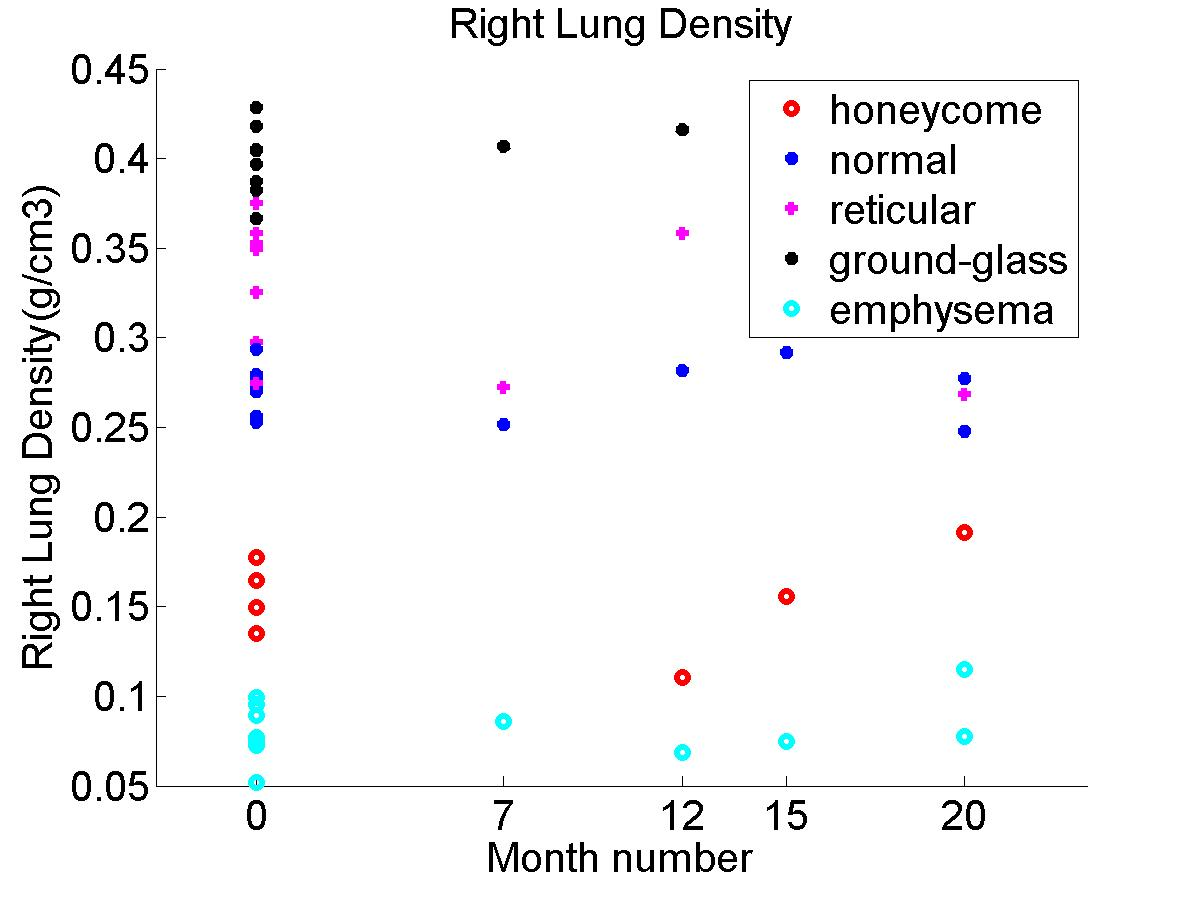 Right Lung Density
Right Lung Density(g/cm3)
0.45
0.4
0.35
0.3
0.25
0.2
0.15
0.1
0.05
honeycome
normal
reticular
ground-glass
emphysema
0 7 12 15 20
Month number